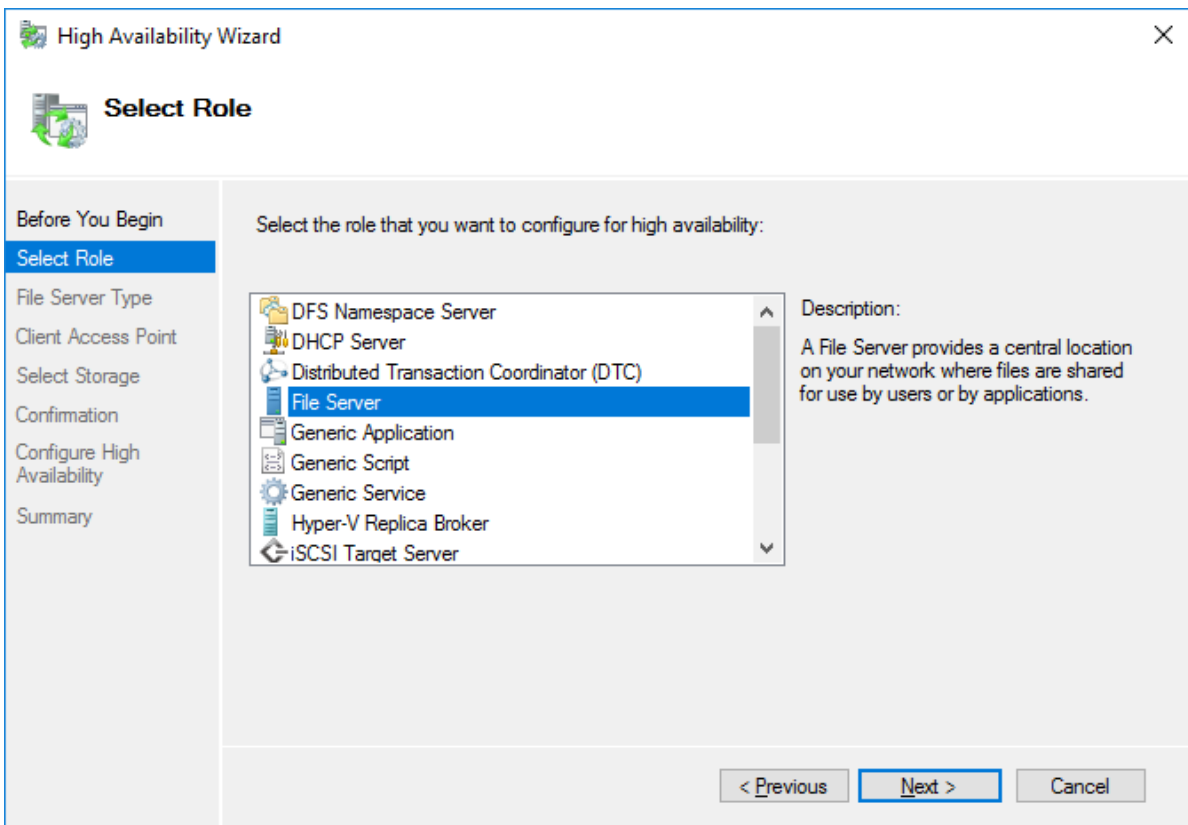 High Availability Wizard
Select Role
Before You Begin
Select Role
File Server Type
Client Access Point
Select Storage
Confirmation
Configure High
Availability
Summary
Select the role that you want to configure for high availability:
DFS Namespace Server
DHCP Server
Distributed Transaction Coordinator (DTC)
File Server
Generic Application
Generic Script
Generic Service
Hyper-V Replica Broker
iSCSI Target Server
Description:
A File Server provides a central location
on your network where files are shared
for use by users or by applications.
< Previous
Next >
Cancel